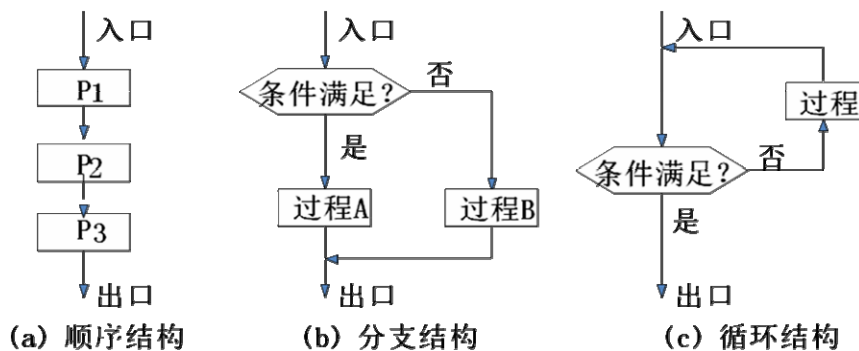 入口
P1
P2
P3
出口
(a) 顺序结构
入口
条件满足？
否
是
过程A
过程B
出口
(b) 分支结构
入口
过程
条件满足？
否
是
出口
(c) 循环结构